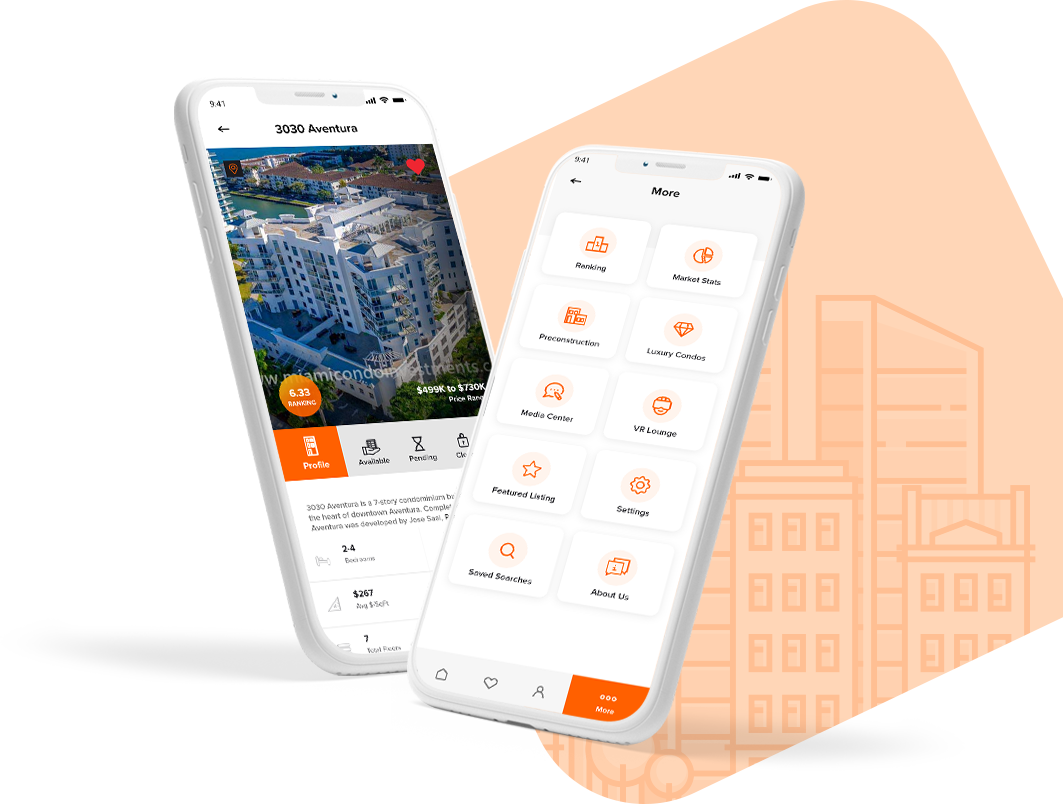 9:41
3030 Aventura
www.miamicondoinvestments.c
6.33
RANKING
$499K to $730K
Price Rang
Profile
Available
Pending
Clo
3030 Aventura is a 7-story condominium bu
the heart of downtown Aventura. Complet
Aventura was developed by Jose Saal,
2-4
Bedrooms
$267
Avg $/SqFt
7
Total Floors
9:41
More
Ranking
Market Stats
Preconstruction
Luxury Condos
Media Center
VR Lounge
Featured Listing
Settings
Saved Searches
About Us
More